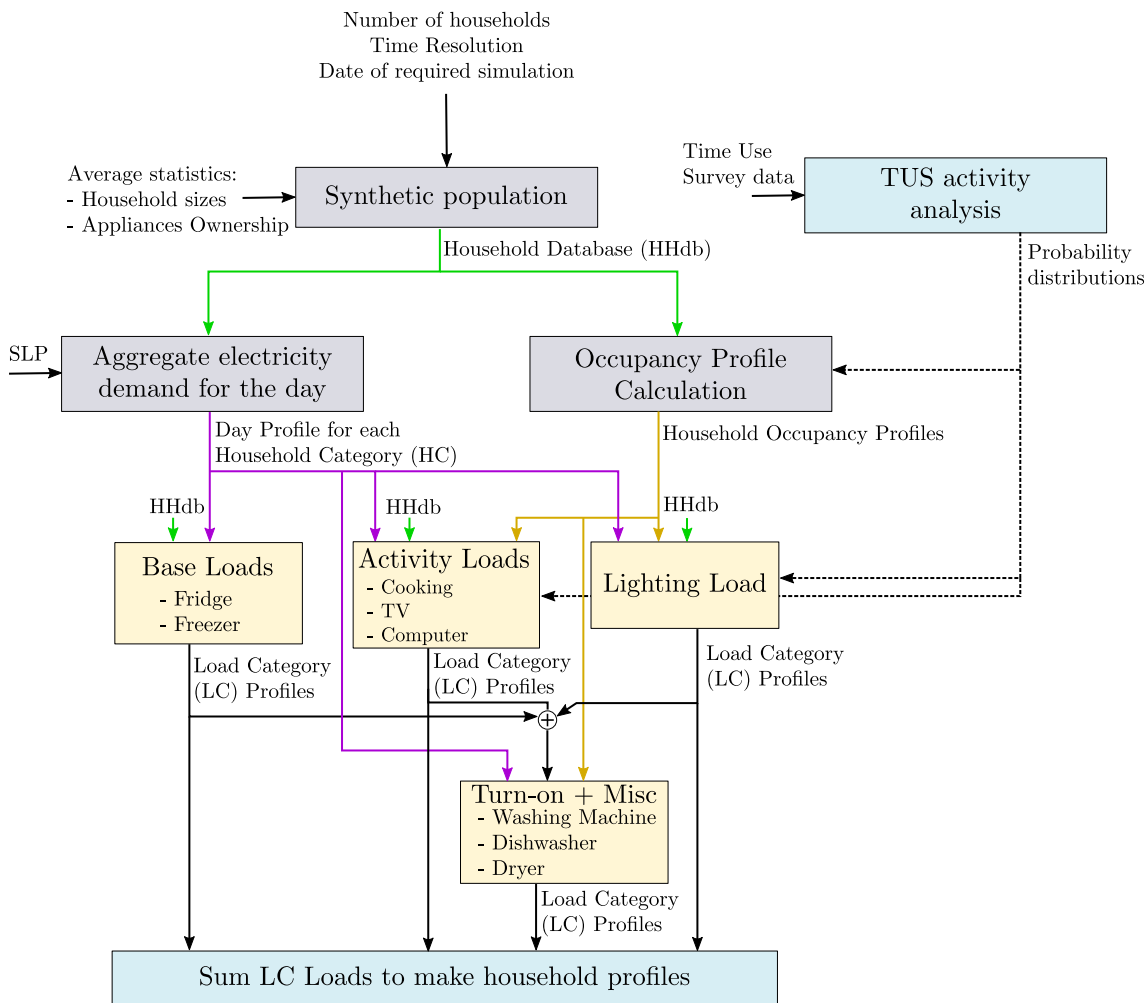 Number of households
Time Resolution
Date of required simulation
Average statistics:
- Household sizes
- Appliances Ownership
Synthetic population
Time Use
Survey data
TUS activity
analysis
Household Database (HHdb)
Probability
distributions
SLP
Aggregate electricity
demand for the day
Occupancy Profile
Calculation
Day Profile for each
Household Category (HC)
Household Occupancy Profiles
HHdb
HHdb
HHdb
Base Loads
- Fridge
- Freezer
Activity Loads
- Cooking
- TV
- Computer
Lighting Load
Load Category
(LC) Profiles
Load Category
(LC) Profiles
Load Category
(LC) Profiles
+
Turn-on + Misc
- Washing Machine
- Dishwasher
- Dryer
Load Category
(LC) Profiles
Sum LC Loads to make household profiles